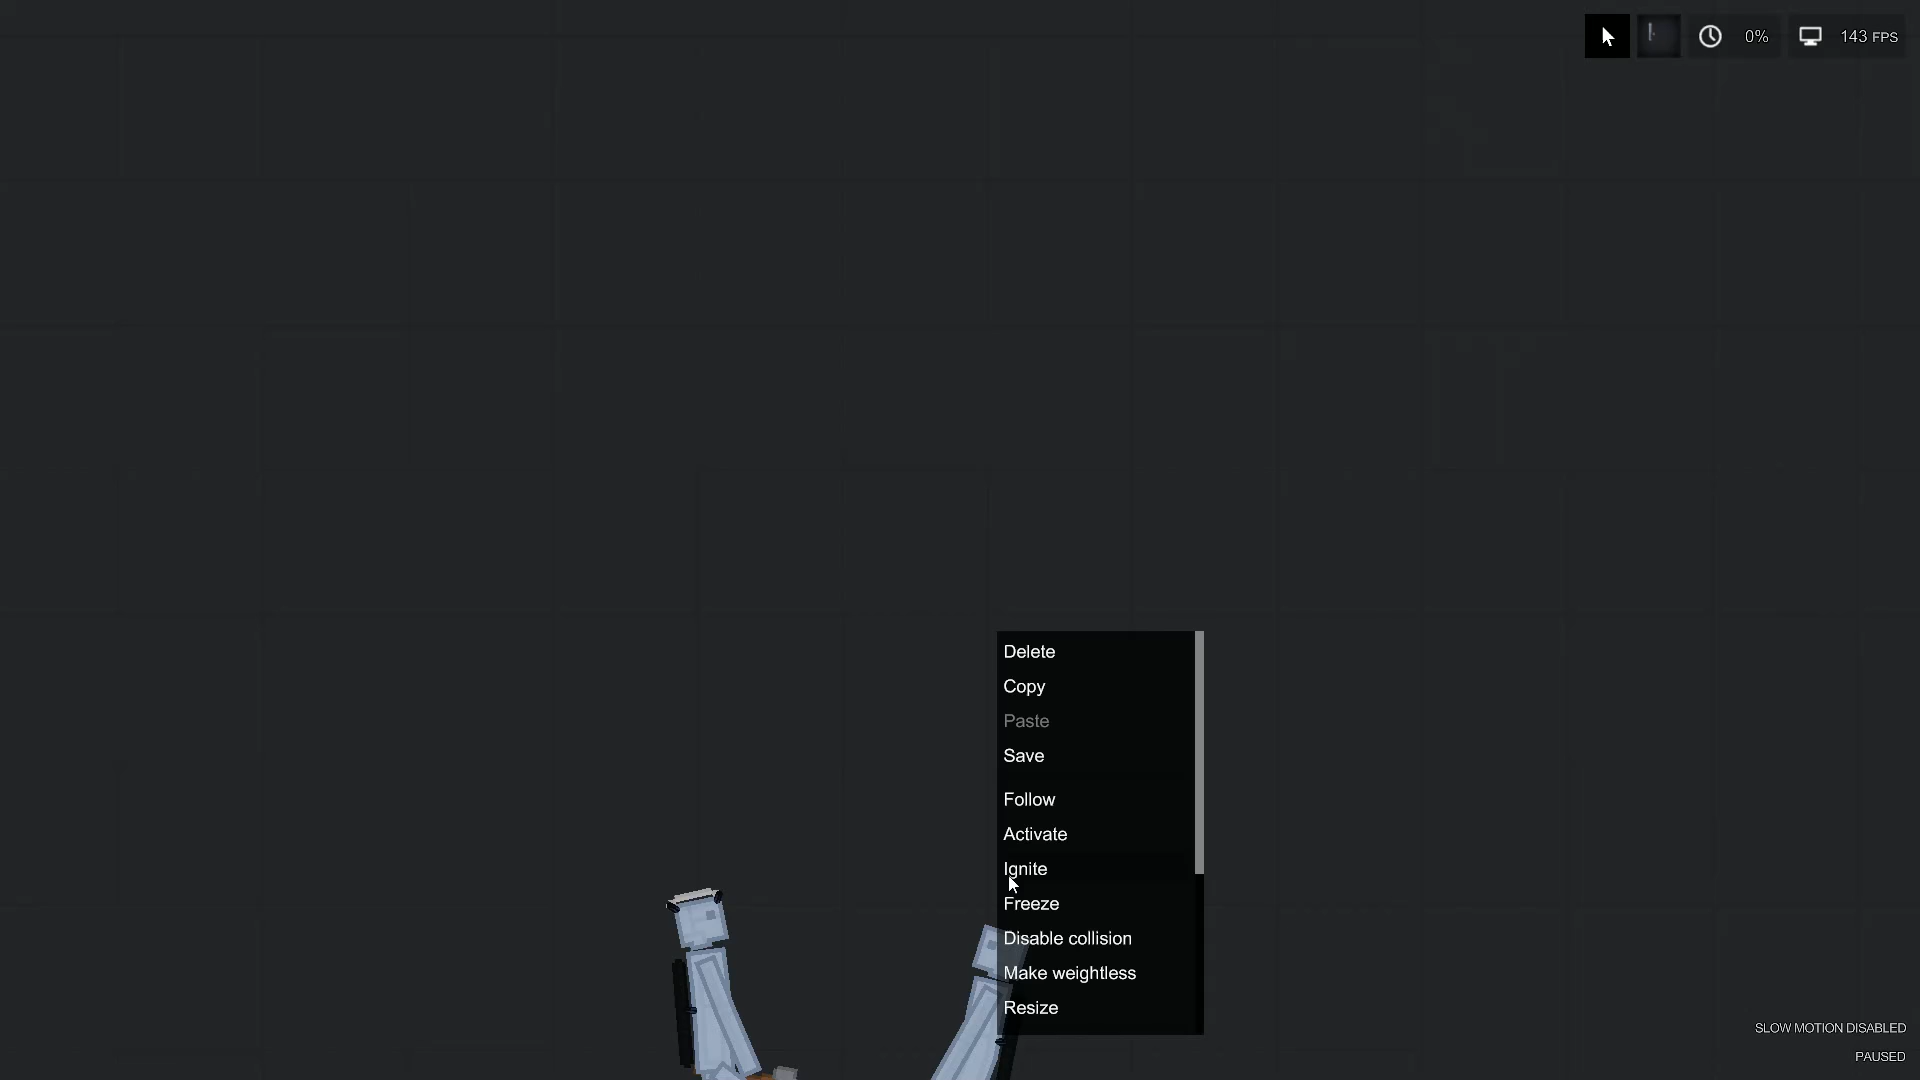 0%
143 FPS
Delete
Copy
Paste
Save
Follow
Activate
Ignite
Freeze
Disable collision
Make weightless
Resize
SLOW MOTION DISABLED
PAUSED